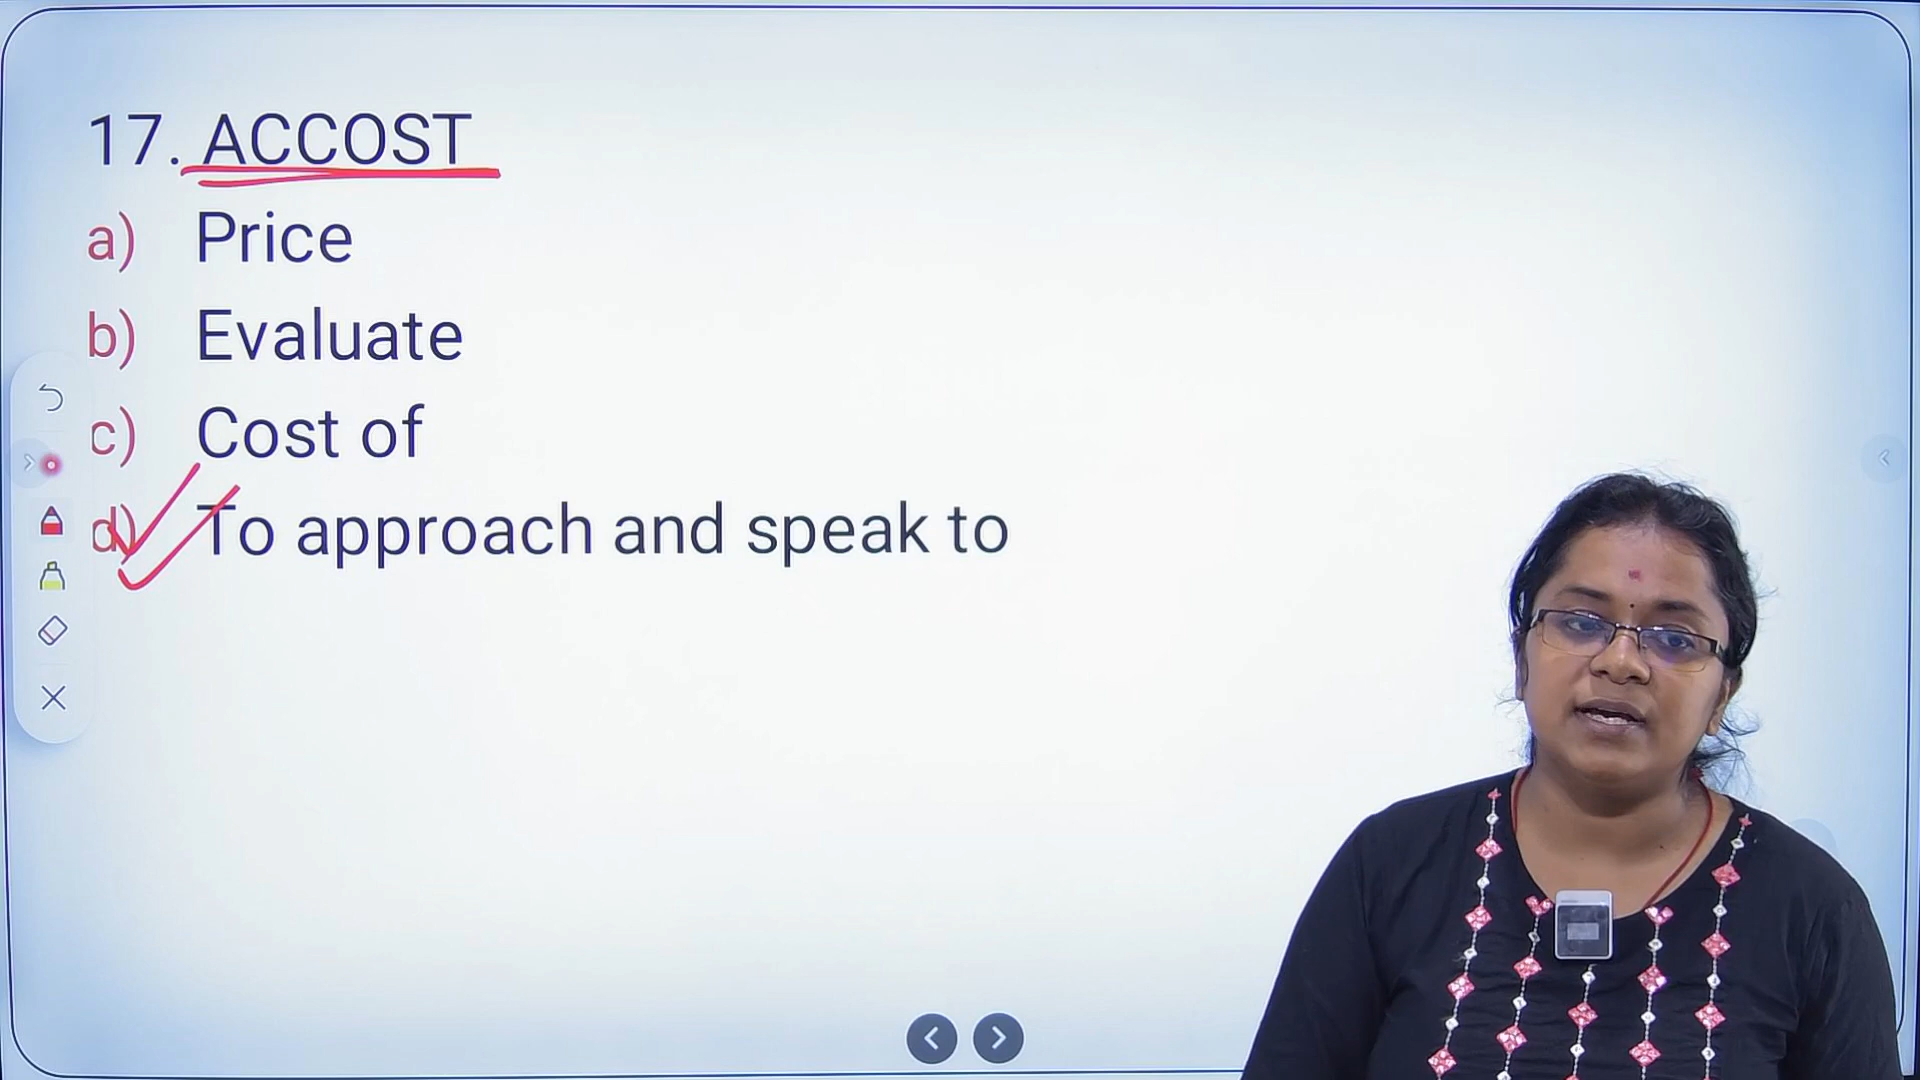 17. ACCOST
a) Price
b) Evaluate
c) Cost of
d) To approach and speak to